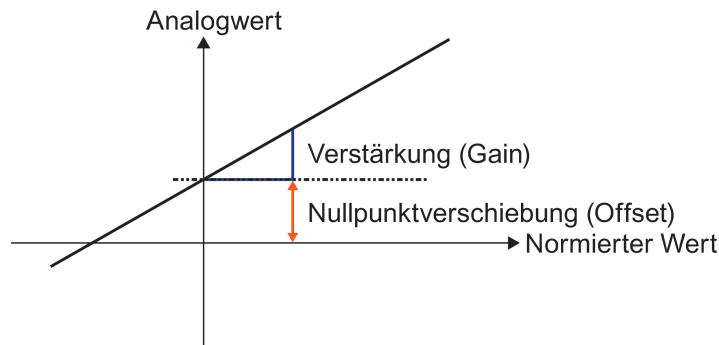 Analogwert
Verstärkung (Gain)
Nullpunktverschiebung (Offset)
Normierter Wert